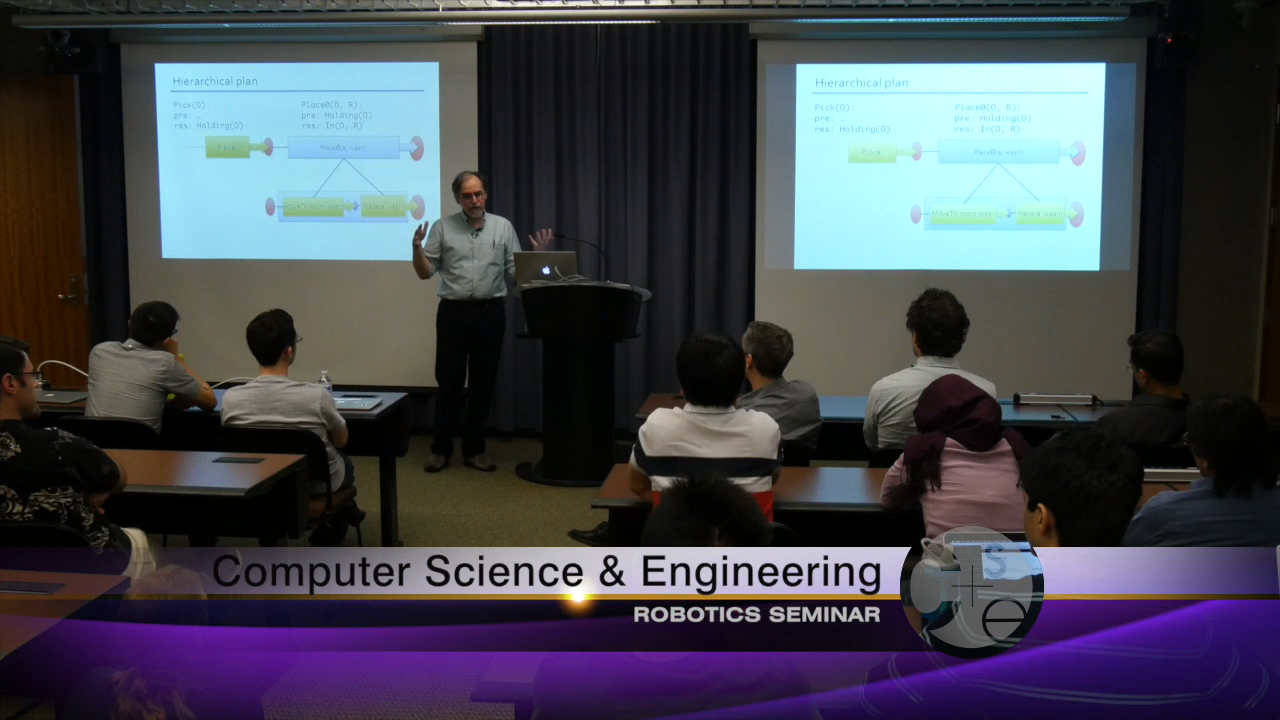 Hierarchical plan
Pick(O):
pre: …
res: Holding(O)
Place0(O, R):
pre: Holding(O)
res: In(O, R)
Hierarchical plan
Pick(O):
pre: …
res: Holding(O)
Place0(O, R):
pre: Holding(O)
res: In(O, R)
Computer Science & Engineering
ROBOTICS SEMINAR
S
+
e